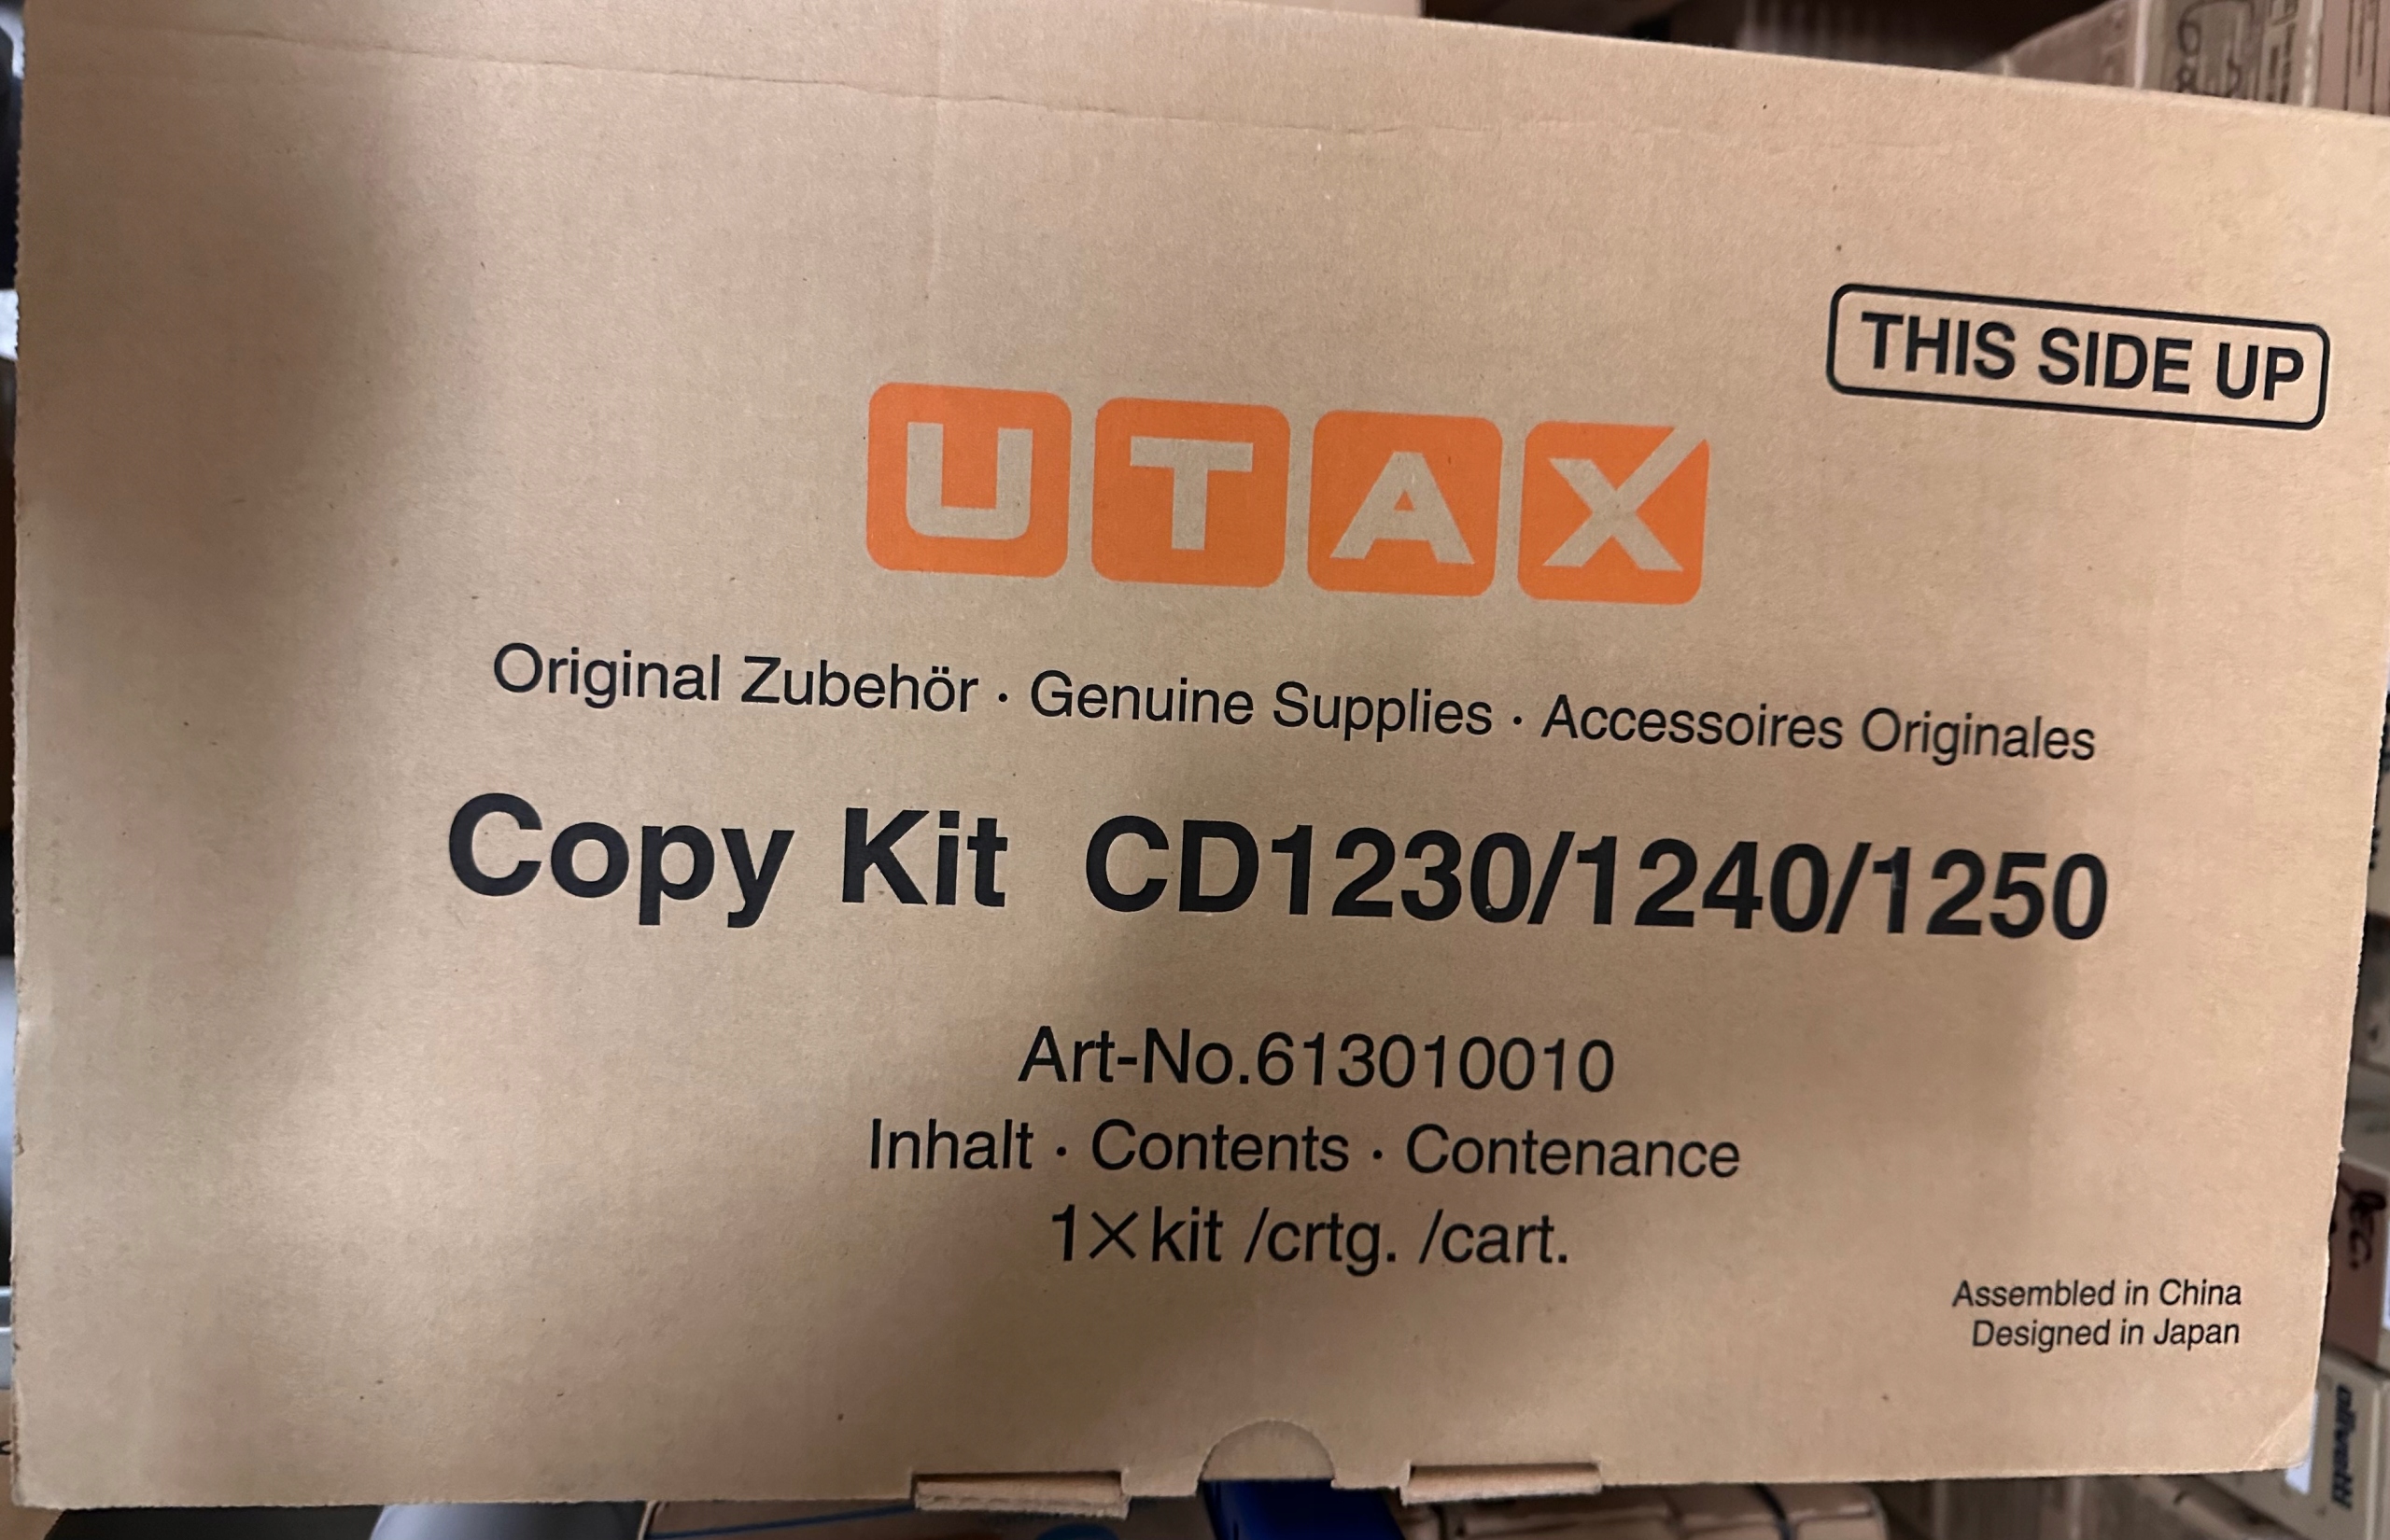 THIS SIDE UP
UTAX
Original Zubehör · Genuine Supplies · Accessoires Originales
Copy Kit CD1230/1240/1250
Art-No.613010010
Inhalt · Contents · Contenance
1×kit /crtg. /cart.
Assembled in China
Designed in Japan
olivetti